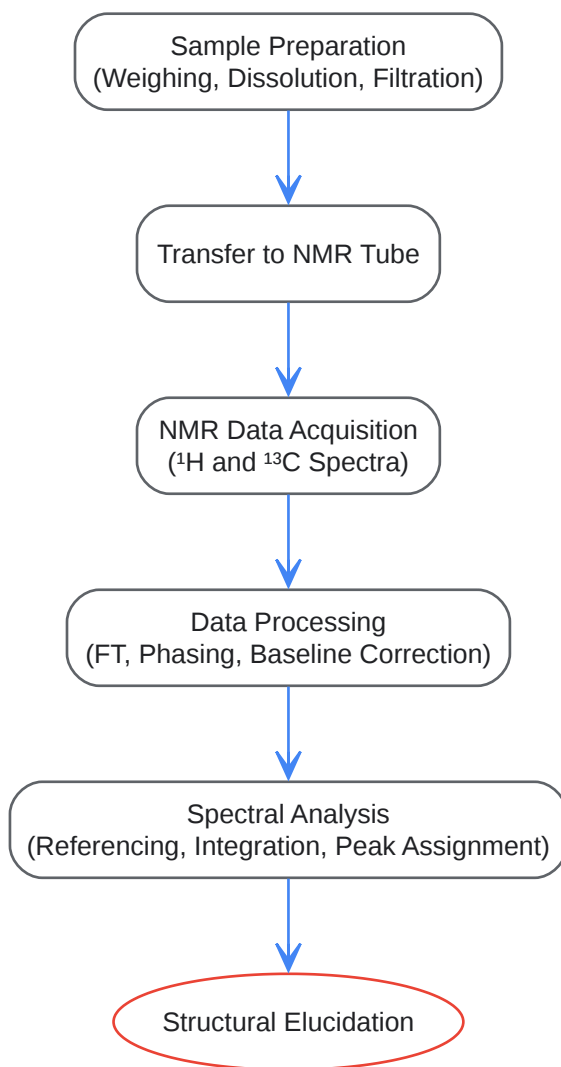 Sample Preparation
(Weighing, Dissolution, Filtration)
Transfer to NMR Tube
NMR Data Acquisition
(¹H and ¹³C Spectra)
Data Processing
(FT, Phasing, Baseline Correction)
Spectral Analysis
(Referencing, Integration, Peak Assignment)
Structural Elucidation